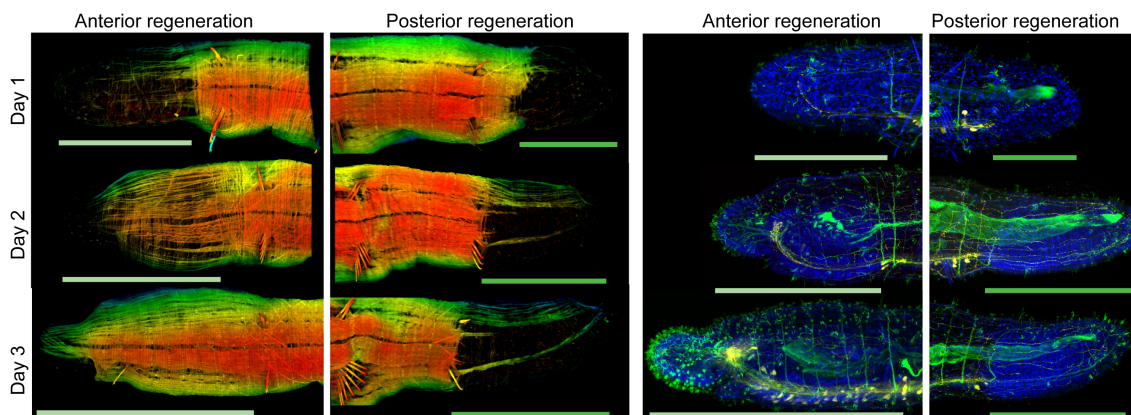 Anterior regeneration Posterior regeneration Anterior regeneration Posterior regeneration
Day 1
Day 2
Day 3